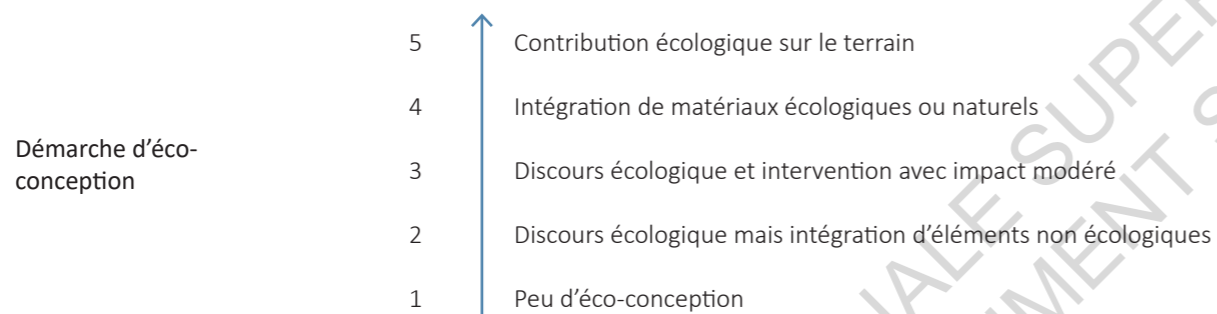 5 Contribution écologique sur le terrain
4 Intégration de matériaux écologiques ou naturels
Démarche d'éco-
conception
3 Discours écologique et intervention avec impact modéré
2 Discours écologique mais intégration d'éléments non écologiques
1 Peu d'éco-conception